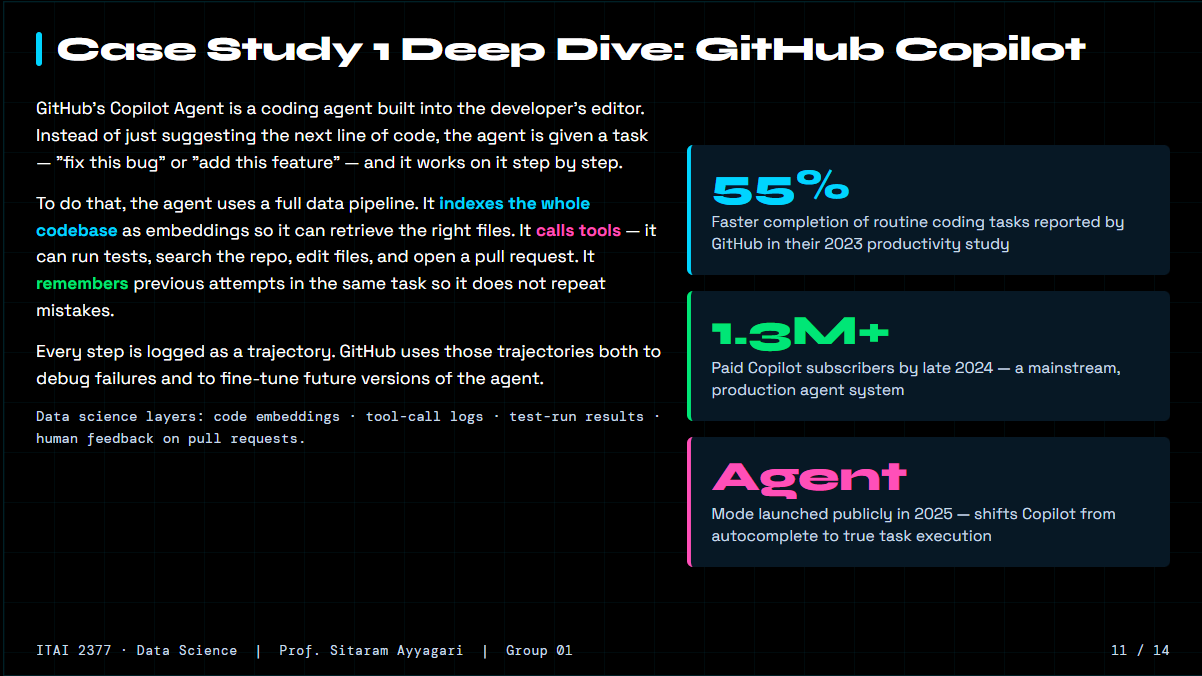 Case Study 1 Deep Dive: GitHub Copilot
GitHub’s Copilot Agent is a coding agent built into the developer’s editor.
Instead of just suggesting the next line of code, the agent is given a task
— ”fix this bug” or ”add this feature” — and it works on it step by step.
To do that, the agent uses a full data pipeline. It indexes the whole
codebase as embeddings so it can retrieve the right files. It calls tools — it
can run tests, search the repo, edit files, and open a pull request. It
remembers previous attempts in the same task so it does not repeat
mistakes.
Every step is logged as a trajectory. GitHub uses those trajectories both to
debug failures and to fine-tune future versions of the agent.
Data science layers: code embeddings · tool-call logs · test-run results ·
human feedback on pull requests.
55%
Faster completion of routine coding tasks reported by
GitHub in their 2023 productivity study
1.3M+
Paid Copilot subscribers by late 2024 — a mainstream,
production agent system
Agent
Mode launched publicly in 2025 — shifts Copilot from
autocomplete to true task execution
ITAI 2377 · Data Science | Prof. Sitaram Ayyagari | Group 01
11 / 14